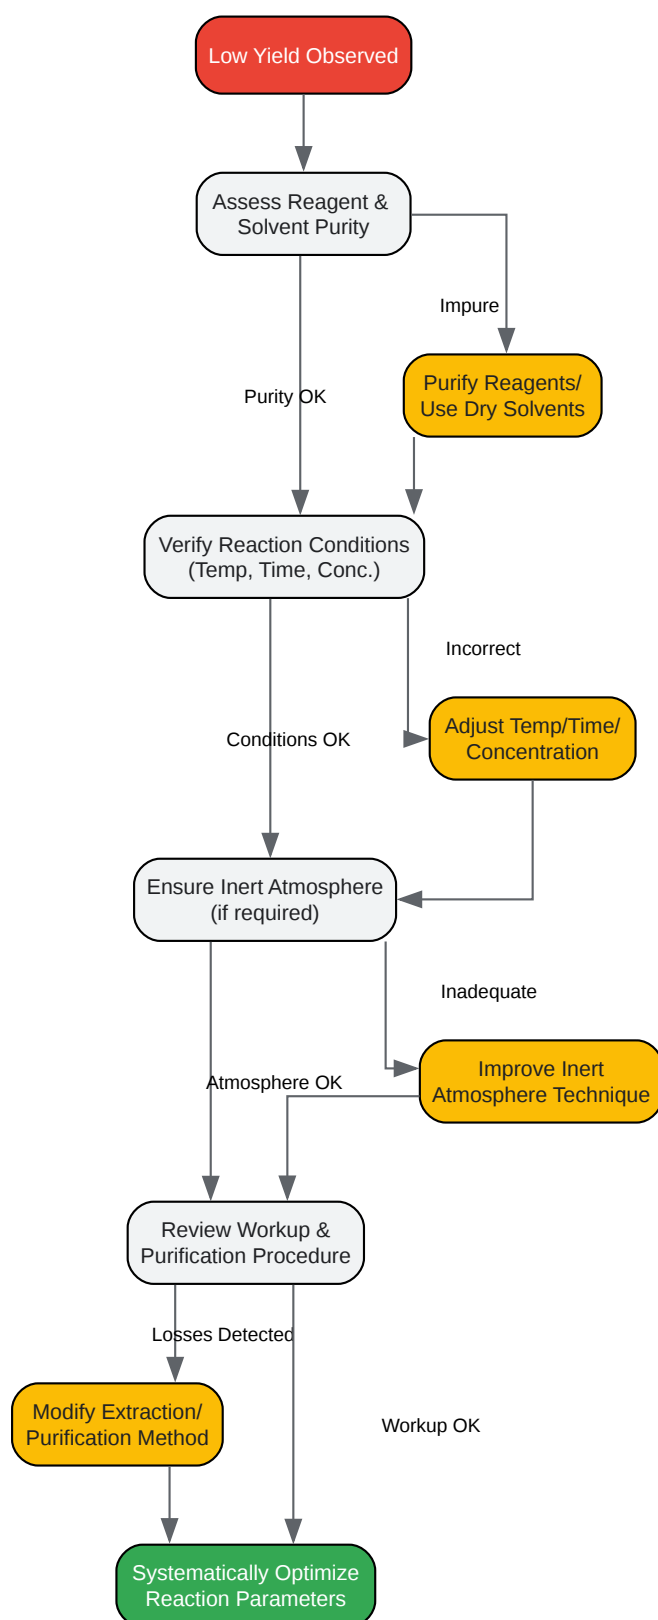 Low Yield Observed
Assess Reagent &
Solvent Purity
Impure
Purify Reagents/
Use Dry Solvents
Purity OK
Verify Reaction Conditions
(Temp, Time, Conc.)
Incorrect
Adjust Temp/Time/
Concentration
Conditions OK
Ensure Inert Atmosphere
(if required)
Inadequate
Improve Inert
Atmosphere Technique
Atmosphere OK
Review Workup &
Purification Procedure
Losses Detected
Modify Extraction/
Purification Method
Workup OK
Systematically Optimize
Reaction Parameters